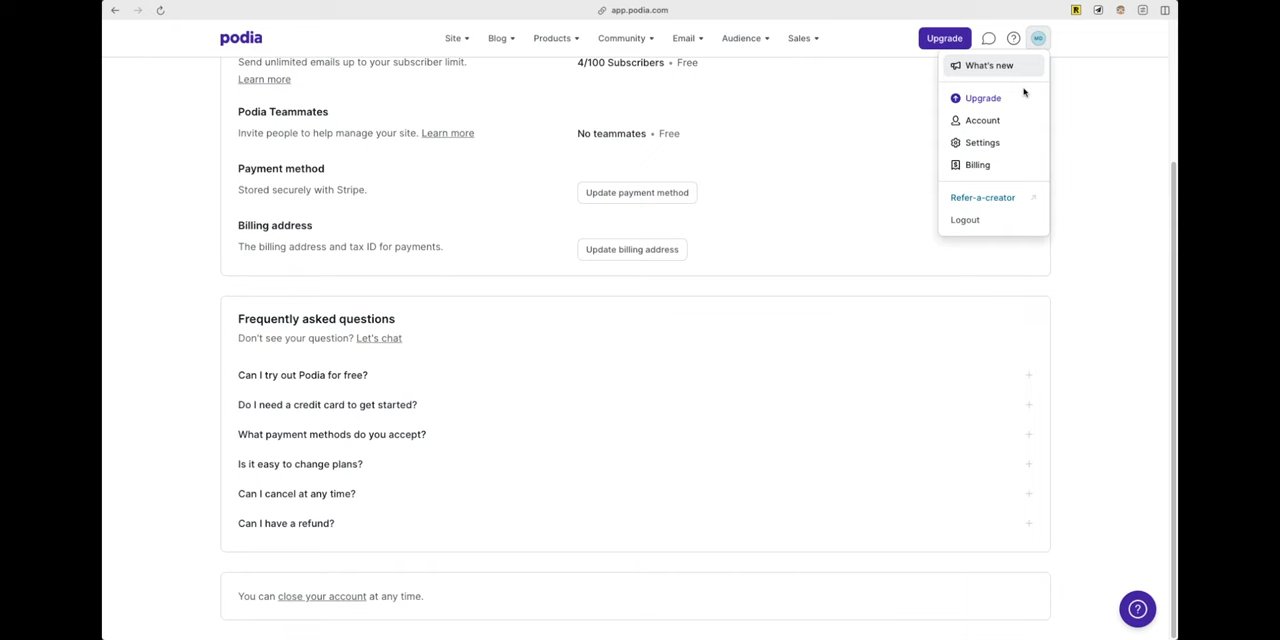 app.podia.com
podia
Site
Blog
Products
Community
Email
Audience
Sales
Upgrade
MD
What's new
Upgrade
Account
Settings
Billing
Refer-a-creator
Logout
Send unlimited emails up to your subscriber limit.
Learn more
4/100 Subscribers • Free
Podia Teammates
Invite people to help manage your site. Learn more
No teammates • Free
Payment method
Stored securely with Stripe.
Update payment method
Billing address
The billing address and tax ID for payments.
Update billing address
Frequently asked questions
Don't see your question? Let's chat
Can I try out Podia for free?
Do I need a credit card to get started?
What payment methods do you accept?
Is it easy to change plans?
Can I cancel at any time?
Can I have a refund?
You can close your account at any time.